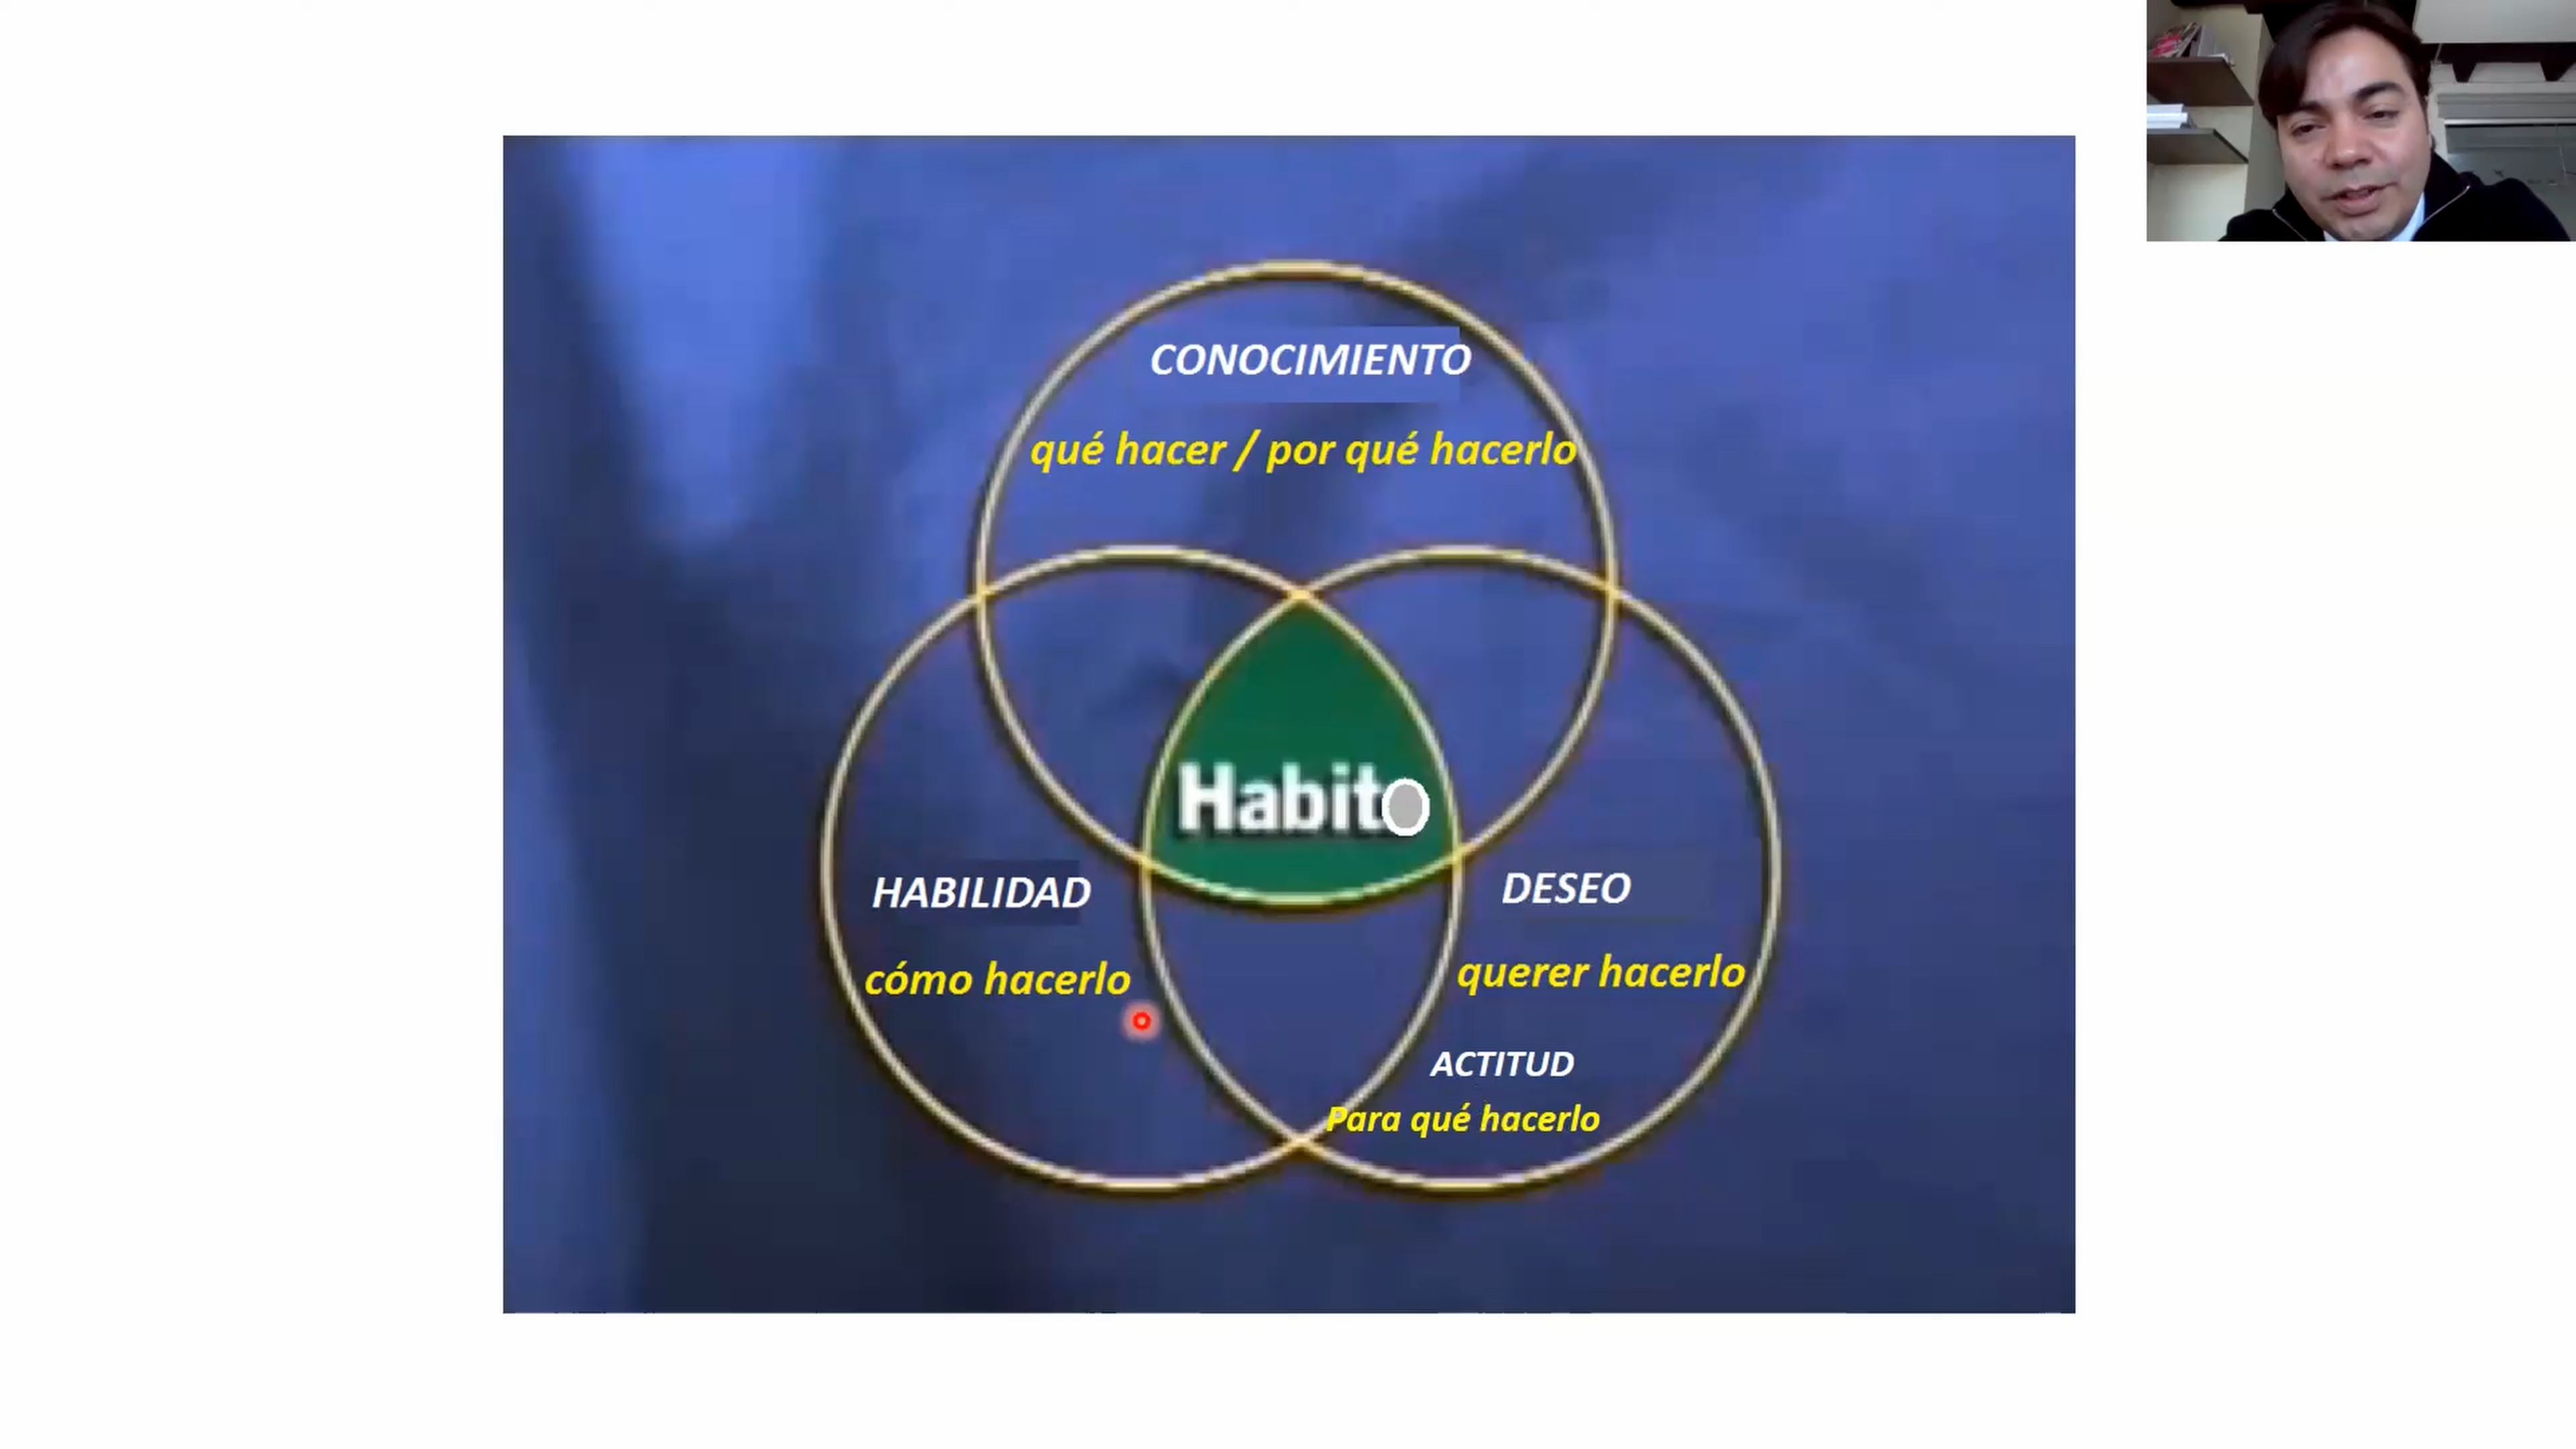 CONOCIMIENTO
qué hacer / por qué hacerlo
Habito
HABILIDAD
cómo hacerlo
DESEO
querer hacerlo
ACTITUD
Para qué hacerlo